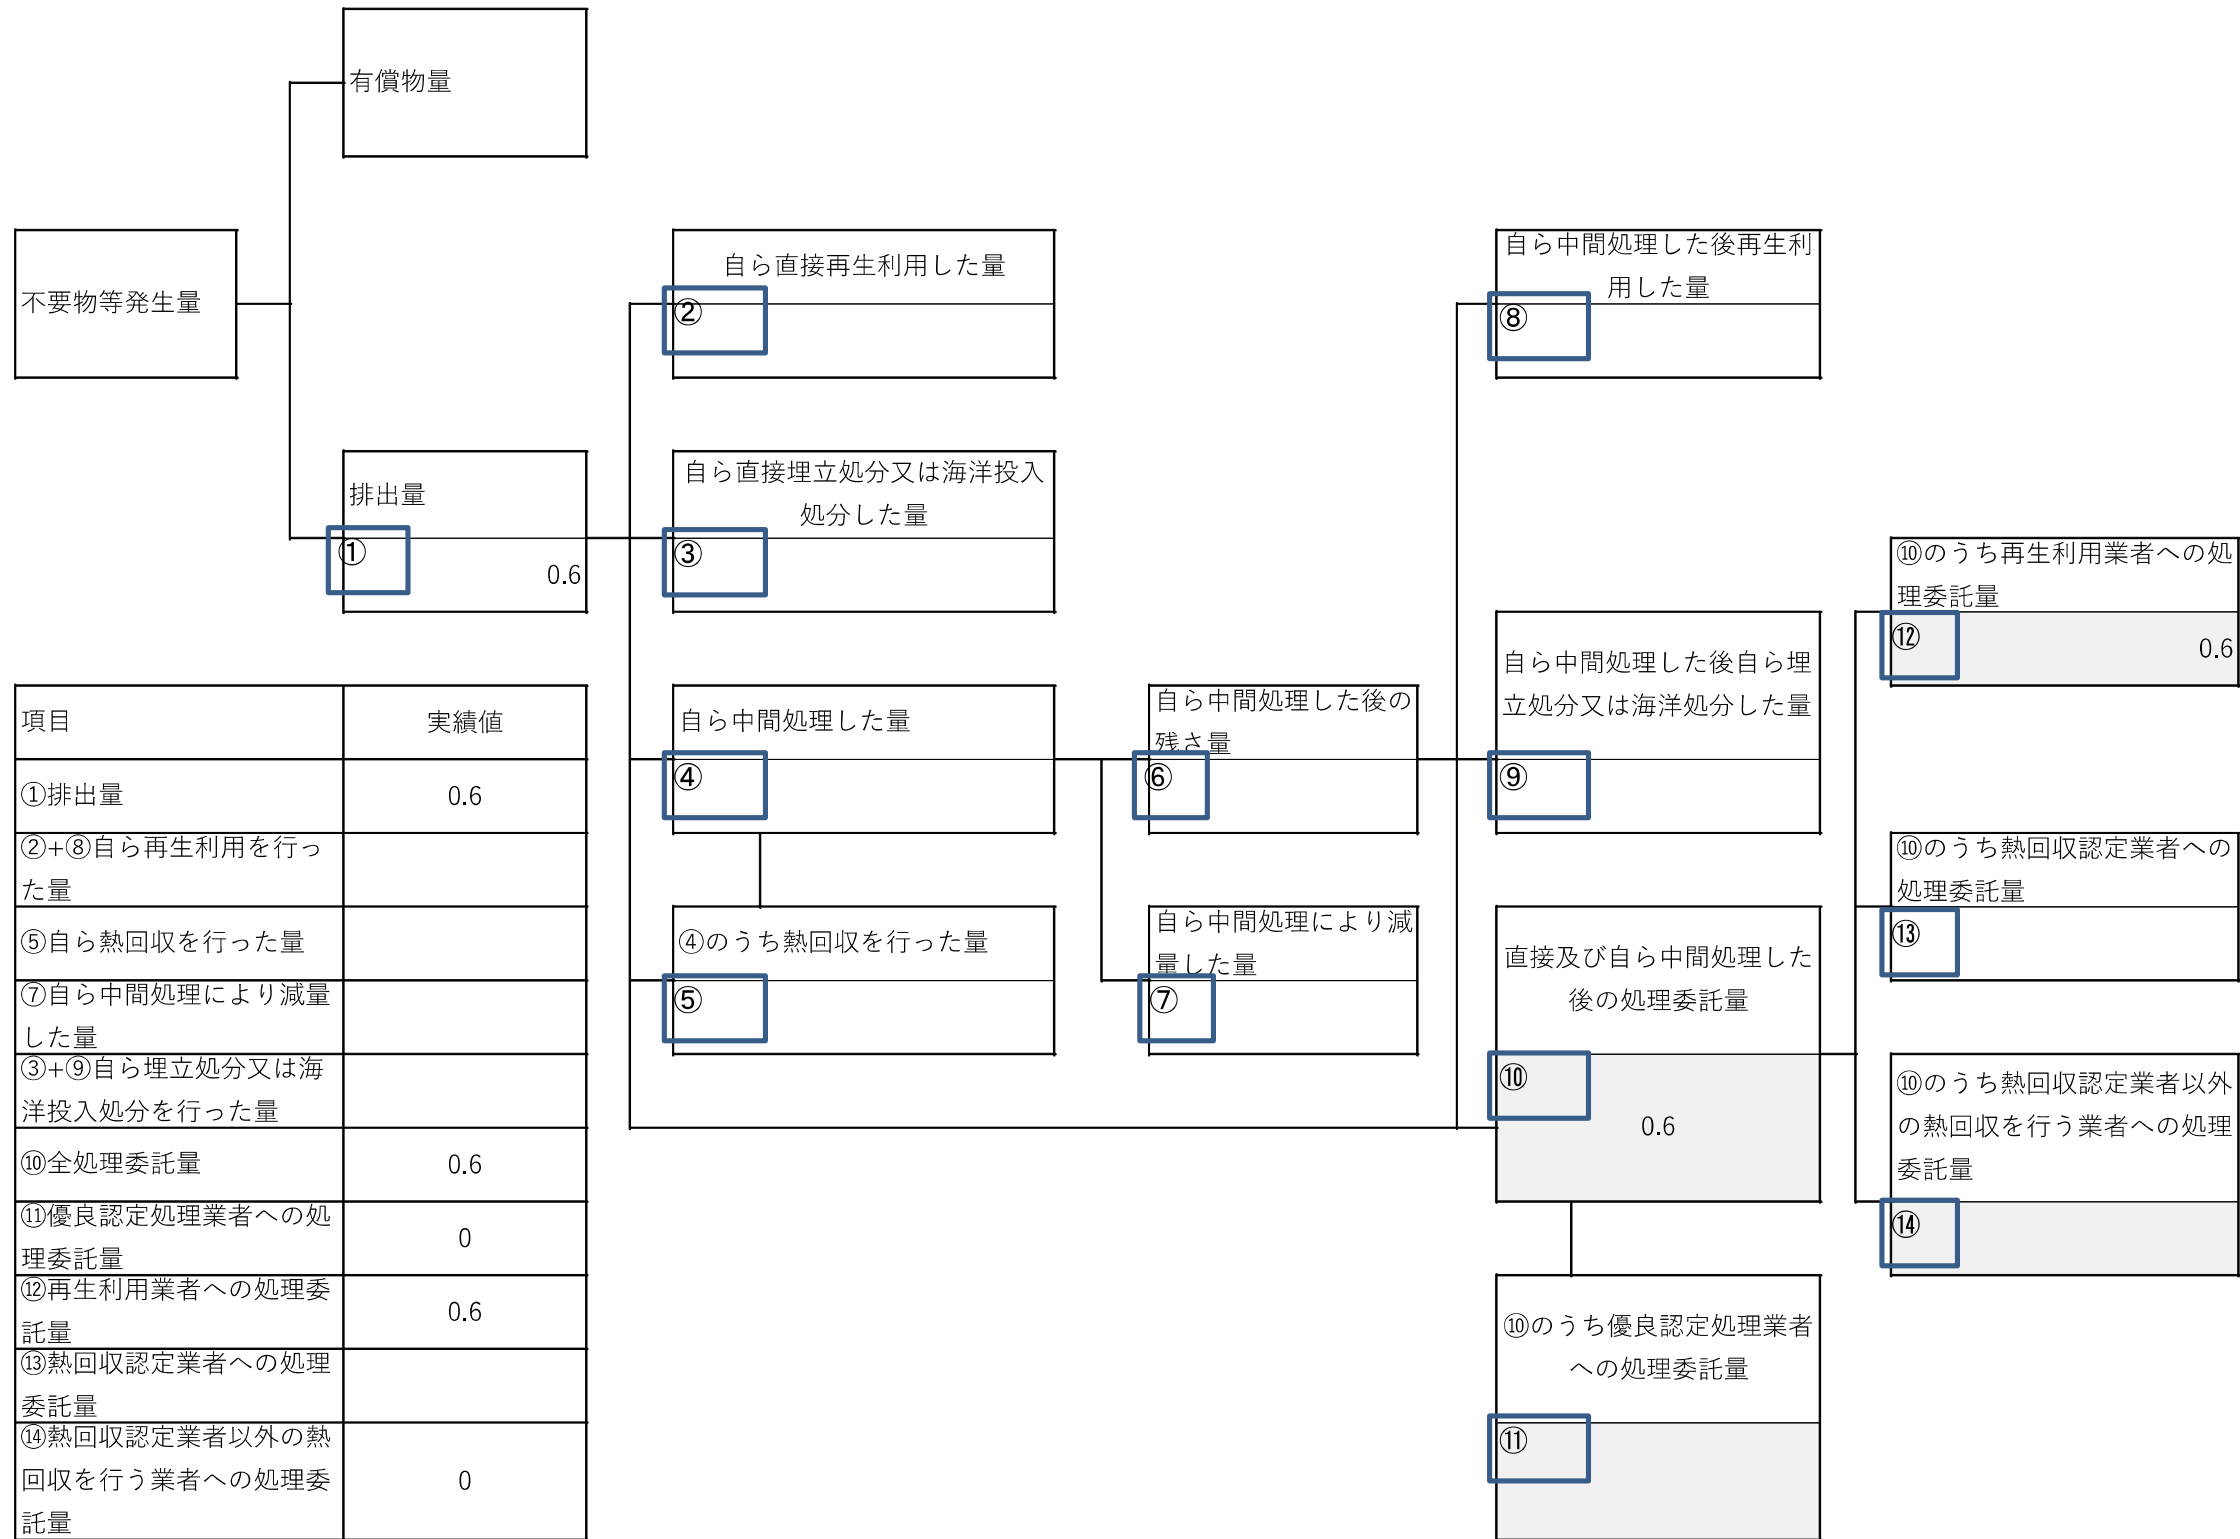 有償物量
不要物等発生量
自ら直接再生利用した量
②
自ら中間処理した後再生利
用した量
⑧
排出量
①
0.6
自ら直接埋立処分又は海洋投入
処分した量
③
⑩のうち再生利用業者への処
理委託量
⑫
0.6
自ら中間処理した量
④
自ら中間処理した後の
残さ量
⑥
自ら中間処理した後自ら埋
立処分又は海洋処分した量
⑨
④のうち熱回収を行った量
⑤
自ら中間処理により減
量した量
⑦
直接及び自ら中間処理した
後の処理委託量
⑩
0.6
⑩のうち熱回収認定業者への
処理委託量
⑬
⑩のうち熱回収認定業者以外
の熱回収を行う業者への処理
委託量
⑭
⑩のうち優良認定処理業者
への処理委託量
⑪
項目
実績値
①排出量
0.6
②+⑧自ら再生利用を行っ
た量
⑤自ら熱回収を行った量
⑦自ら中間処理により減量
した量
③+⑨自ら埋立処分又は海
洋投入処分を行った量
⑩全処理委託量
0.6
⑪優良認定処理業者への処
理委託量
0
⑫再生利用業者への処理委
託量
0.6
⑬熱回収認定業者への処理
委託量
⑭熱回収認定業者以外の熱
回収を行う業者への処理委
託量
0